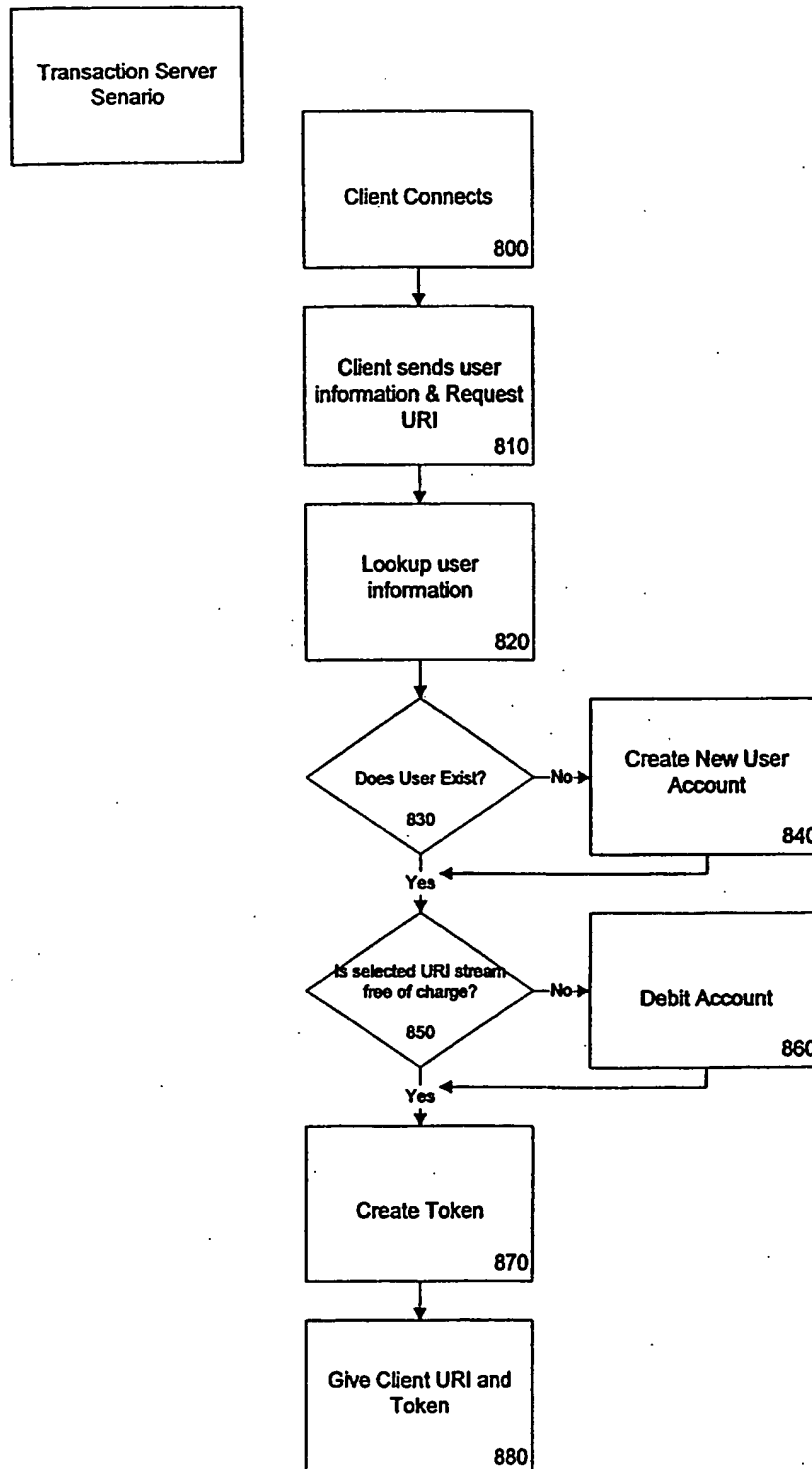 Transaction Server
Senario
Client Connects
800
Client sends user
information & Request
URI
810
Lookup user
information
820
Does User Exist?
830
No
Create New User
Account
840
Yes
Is selected URI stream
free of charge?
850
No
Debit Account
860
Yes
Create Token
870
Give Client URI and
Token
880